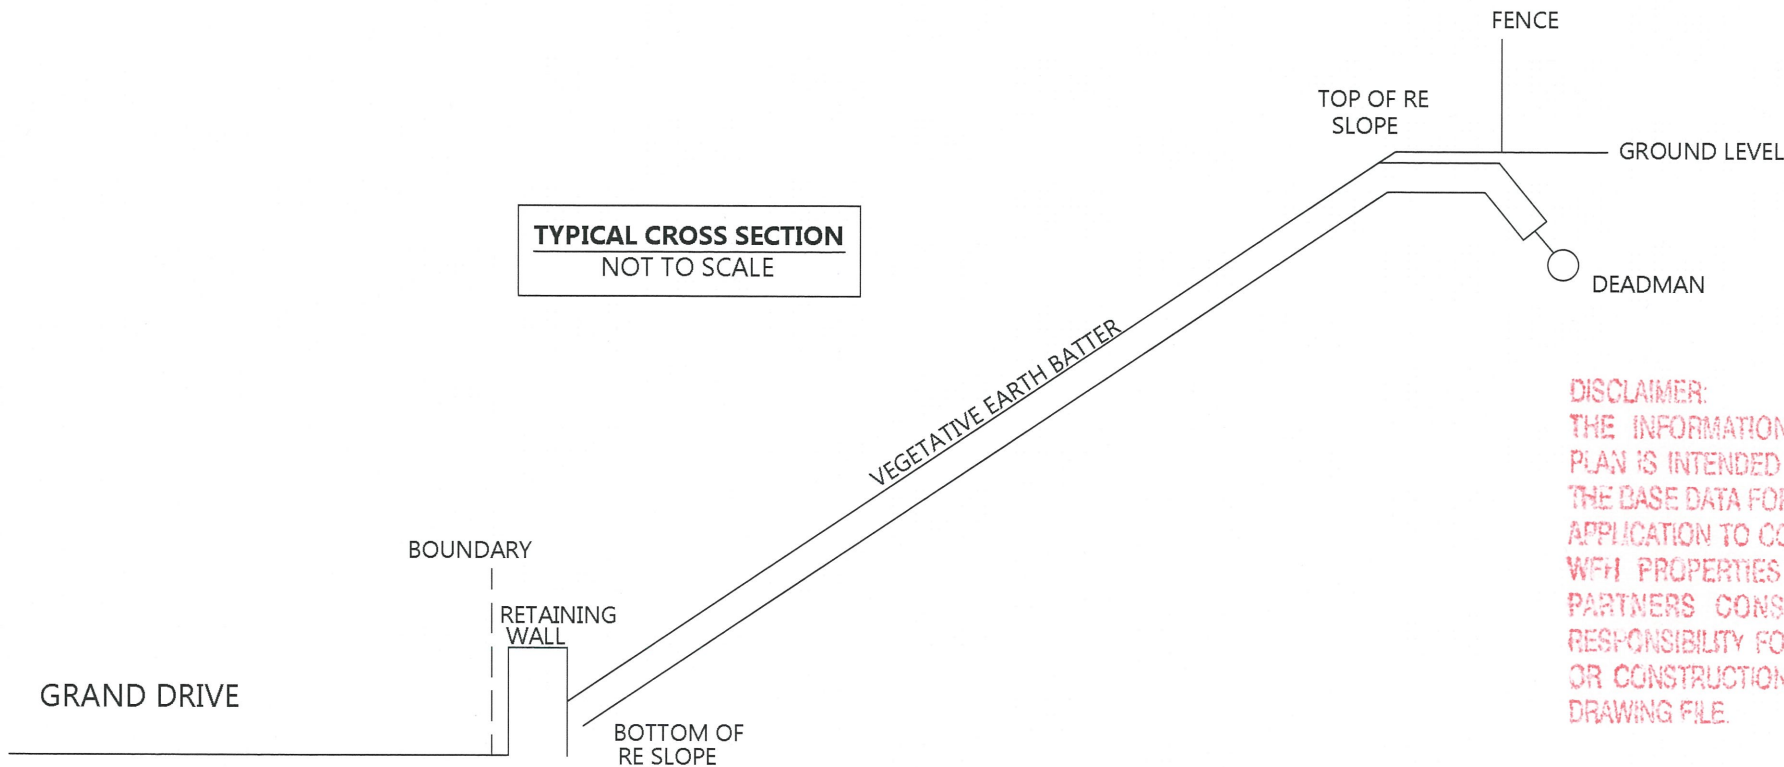 FENCE
TOP OF RE
SLOPE
GROUND LEVEL
TYPICAL CROSS SECTION
NOT TO SCALE
DEADMAN
VEGETATIVE EARTH BATTER
BOUNDARY
RETAINING
WALL
GRAND DRIVE
BOTTOM OF
RE SLOPE
DISCLAIMER:
THE INFORMATION
PLAN IS INTENDED
THE BASE DATA FOR
APPLICATION TO
WFH PROPERTIES
PARTNERS CONS
RESPONSIBILITY FO
OR CONSTRUCTION
DRAWING FILE.